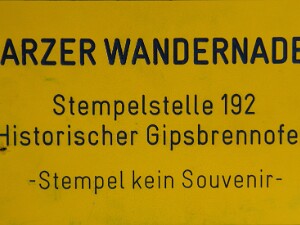 ARZER WANDERNADE
Stempelstelle 192
Historischer Gipsbrennofe
-Stempel kein Souvenir-